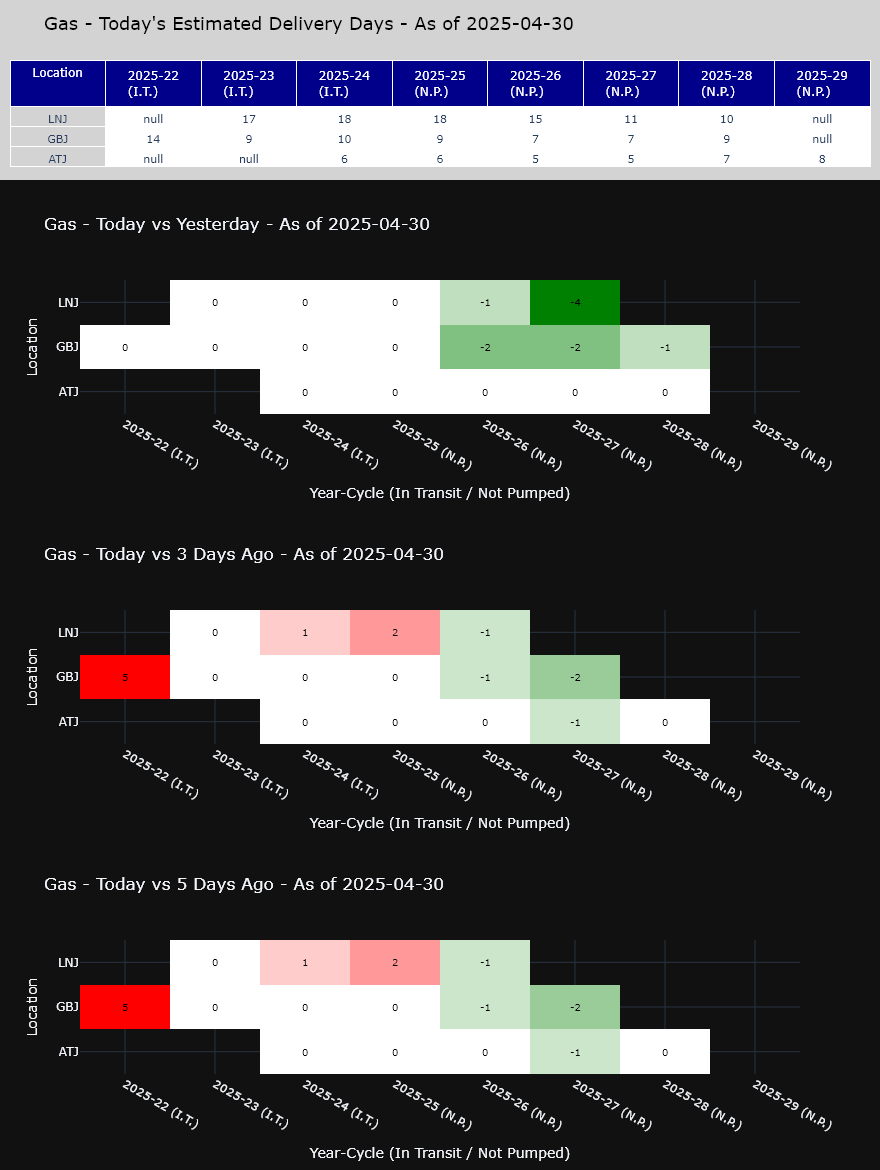 Gas - Today's Estimated Delivery Days - As of 2025-04-30
Location 2025-22 (I.T.) 2025-23 (I.T.) 2025-24 (I.T.) 2025-25 (N.P.) 2025-26 (N.P.) 2025-27 (N.P.) 2025-28 (N.P.) 2025-29 (N.P.)
LNJ null 17 18 18 15 11 10 null
GBJ 14 9 10 9 7 7 9 null
ATJ null null 6 6 5 5 7 8
Gas - Today vs Yesterday - As of 2025-04-30
Location
LNJ 0 0 0 -1 -4
GBJ 0 0 0 0 -2 -2 -1
ATJ 0 0 0 0 0
2025-22 (I.T.) 2025-23 (I.T.) 2025-24 (I.T.) 2025-25 (N.P.) 2025-26 (N.P.) 2025-27 (N.P.) 2025-28 (N.P.) 2025-29 (N.P.)
Year-Cycle (In Transit / Not Pumped)
Gas - Today vs 3 Days Ago - As of 2025-04-30
Location
LNJ 0 1 2 -1
GBJ 5 0 0 0 -1 -2
ATJ 0 0 0 -1 0
2025-22 (I.T.) 2025-23 (I.T.) 2025-24 (I.T.) 2025-25 (N.P.) 2025-26 (N.P.) 2025-27 (N.P.) 2025-28 (N.P.) 2025-29 (N.P.)
Year-Cycle (In Transit / Not Pumped)
Gas - Today vs 5 Days Ago - As of 2025-04-30
Location
LNJ 0 1 2 -1
GBJ 5 0 0 0 -1 -2
ATJ 0 0 0 -1 0
2025-22 (I.T.) 2025-23 (I.T.) 2025-24 (I.T.) 2025-25 (N.P.) 2025-26 (N.P.) 2025-27 (N.P.) 2025-28 (N.P.) 2025-29 (N.P.)
Year-Cycle (In Transit / Not Pumped)